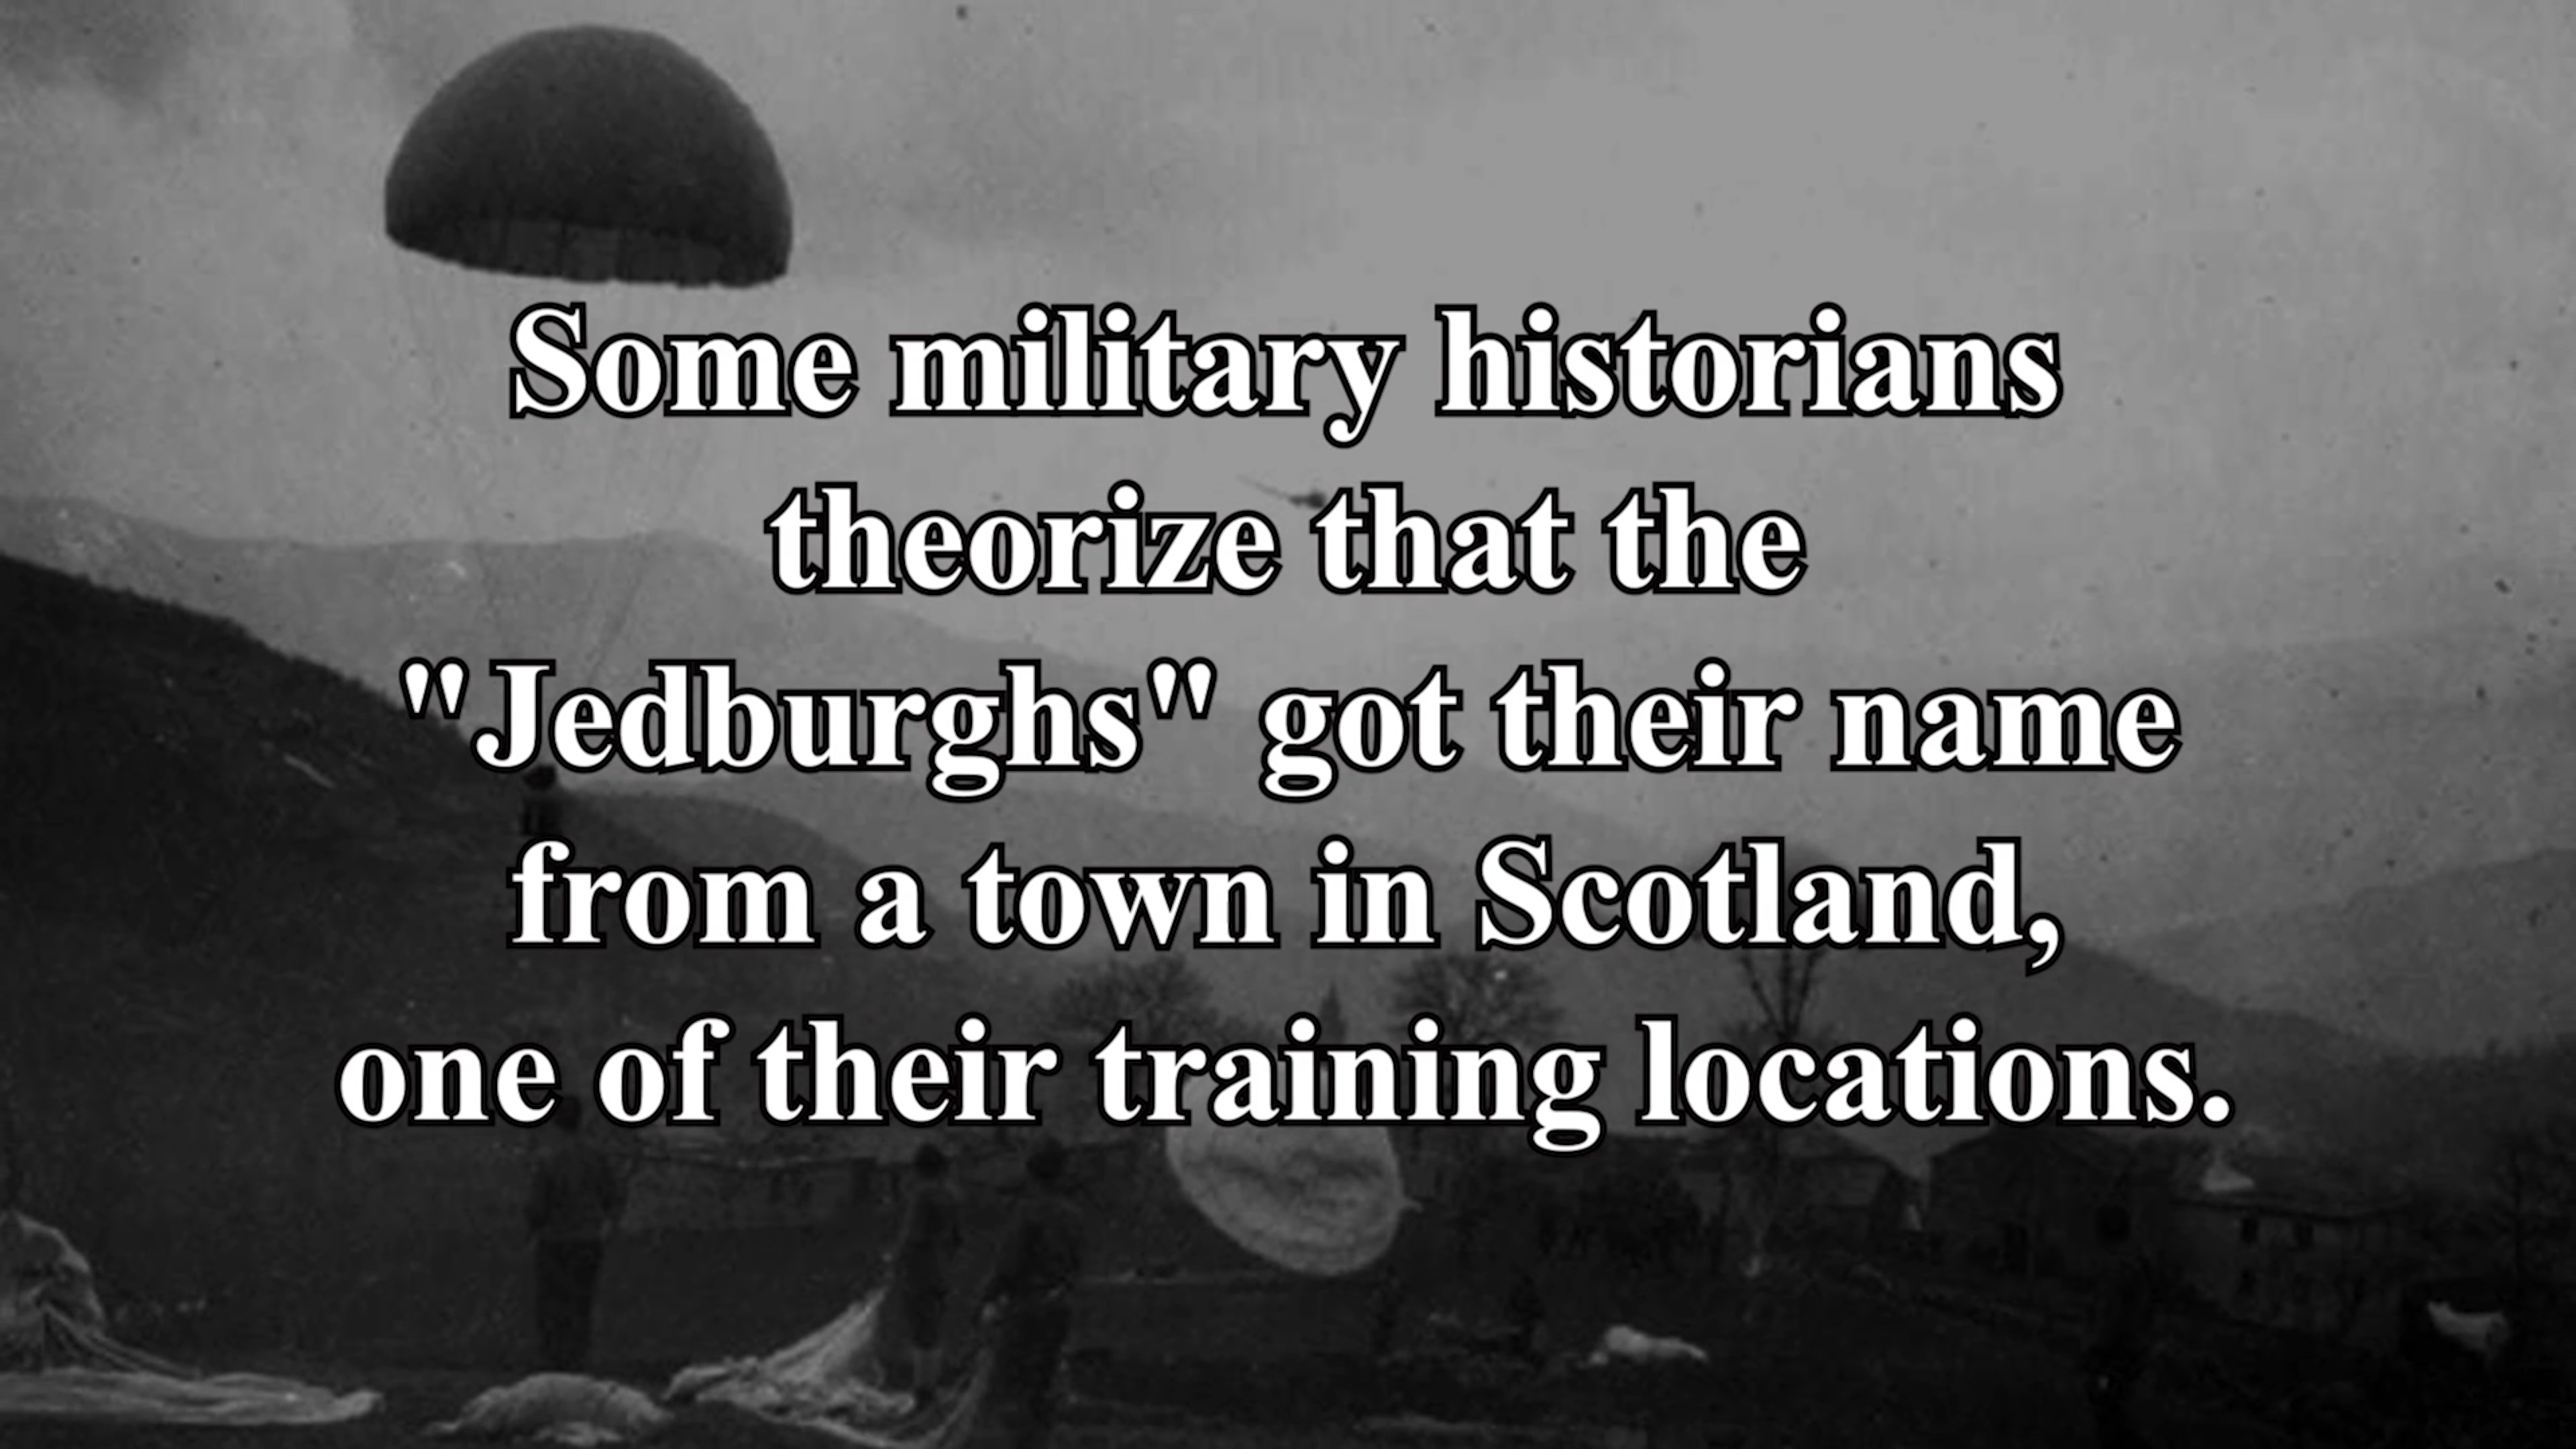 Some military historians
theorize that the
"Jedburghs" got their name
from a town in Scotland,
one of their training locations.